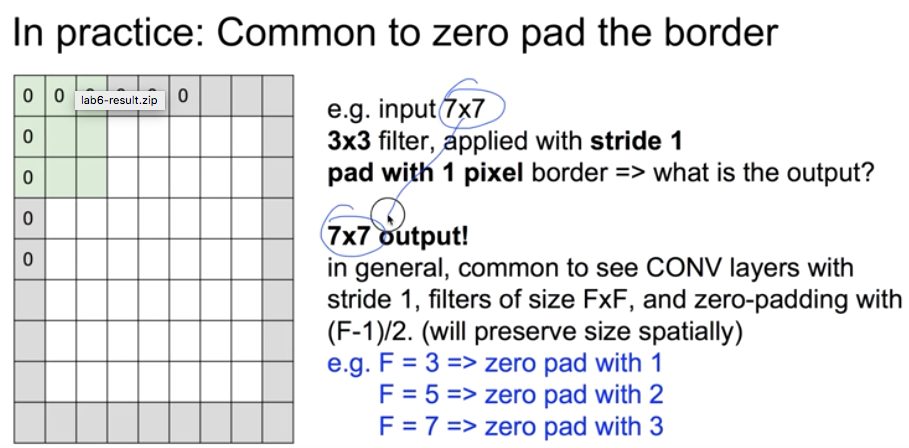 In practice: Common to zero pad the border
0 0 0 0 0 0
lab6-result.zip
0
0
0
0
e.g. input 7x7
3x3 filter, applied with stride 1
pad with 1 pixel border => what is the output?
7x7 output!
in general, common to see CONV layers with
stride 1, filters of size FxF, and zero-padding with
(F-1)/2. (will preserve size spatially)
e.g. F = 3 => zero pad with 1
F = 5 => zero pad with 2
F = 7 => zero pad with 3